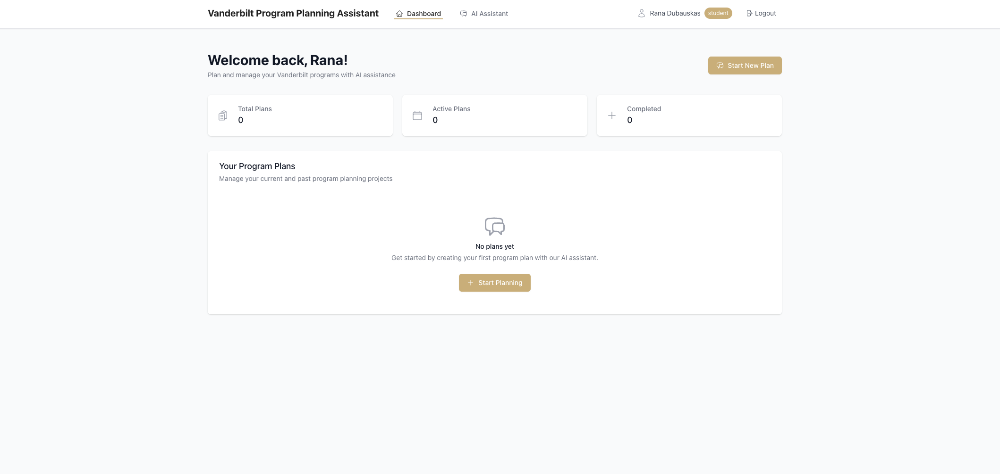 Vanderbilt Program Planning Assistant
Dashboard
AI Assistant
Rana Dubauskas
student
Logout
Welcome back, Rana!
Plan and manage your Vanderbilt programs with AI assistance
Start New Plan
Total Plans
0
Active Plans
0
Completed
0
Your Program Plans
Manage your current and past program planning projects
No plans yet
Get started by creating your first program plan with our AI assistant.
Start Planning